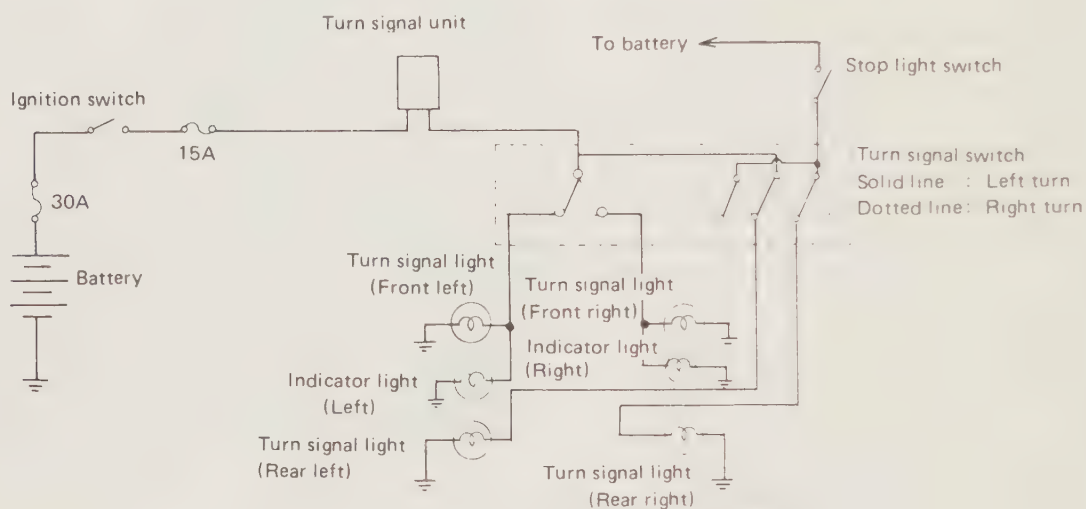 Turn signal unit
To battery
Stop light switch
Ignition switch
15A
Turn signal switch
Solid line : Left turn
Dotted line: Right turn
30A
Battery
Turn signal light
(Front left)
Turn signal light
(Front right)
Indicator light
(Right)
Indicator light
(Left)
Turn signal light
(Rear left)
Turn signal light
(Rear right)